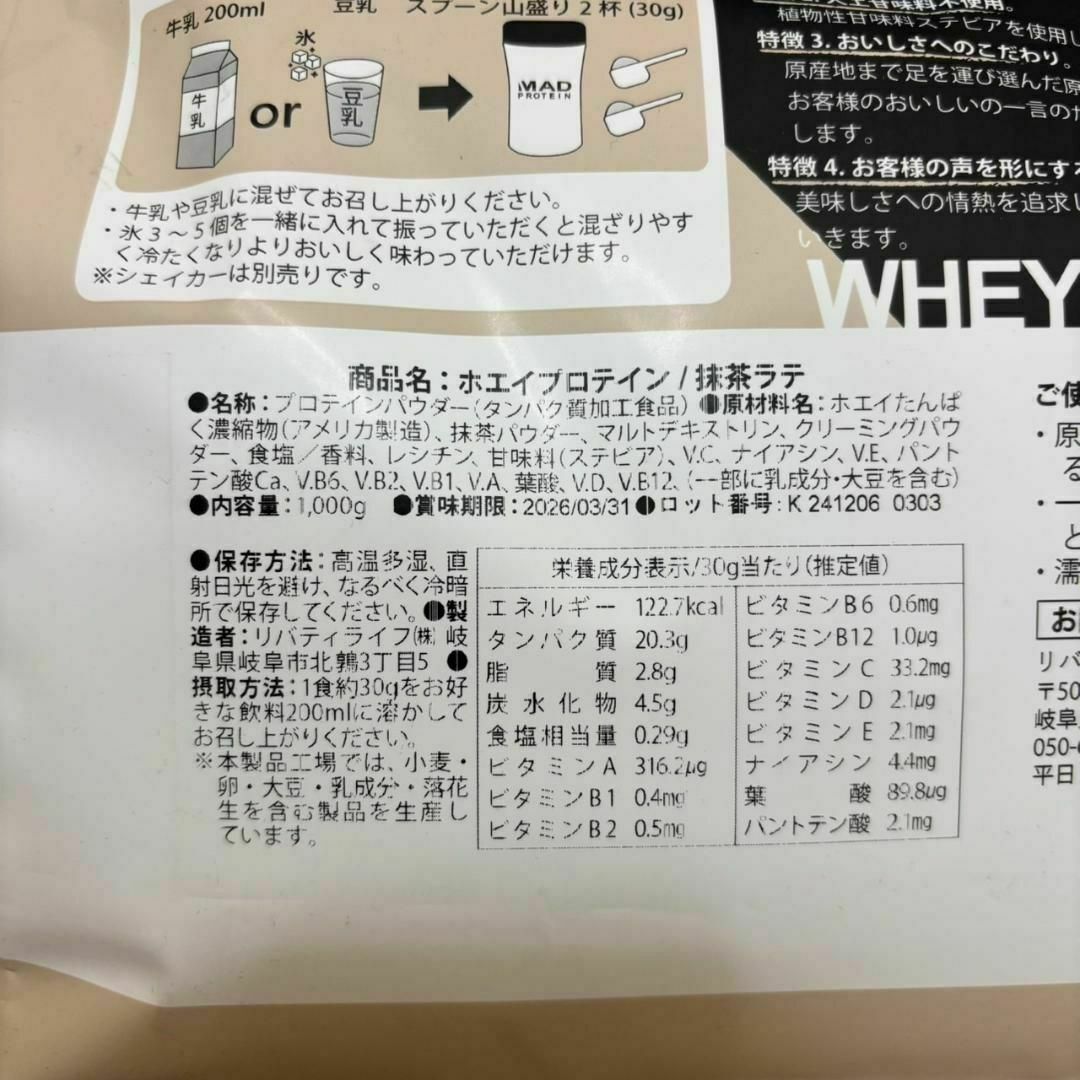 牛乳 200ml
豆乳
スプーン山盛り 2 杯 (30g)
氷
牛乳
or
豆乳
MAD
PROTEIN
・牛乳や豆乳に混ぜてお召し上がりください。
・氷 3 〜 5 個を一緒に入れて振っていただくと混ざりやす
く冷たくなりよりおいしく味わっていただけます。
※シェイカーは別売りです。
植物性甘味料ステビアを使用し
特徴 3. おいしさへのこだわり。
原産地まで足を運び選んだ原
お客様のおいしいの一言の
します。
特徴 4. お客様の声を形にする
美味しさへの情熱を追求し
いきます。
WHEY
商品名：ホエイプロテイン / 抹茶ラテ
●名称：プロテインパウダー（タンパク質加工食品）●原材料名：ホエイたんぱ
く濃縮物（アメリカ製造）、抹茶パウダー、マルトデキストリン、クリーミングパウ
ダー、食塩／香料、レシチン、甘味料（ステビア）、V.C、ナイアシン、V.E、パント
テン酸Ca、V.B6、V.B2、V.B1、V.A、葉酸、V.D、V.B12、（一部に乳成分・大豆を含む）
●内容量：1,000g ●賞味期限：2026/03/31●ロット番号：K 241206 0303
●保存方法：高温多湿、直
射日光を避け、なるべく冷暗
所で保存してください。●製
造者：リバティライフ㈱ 岐
阜県岐阜市北鶉3丁目5 ●
摂取方法：1食約30gをお好
きな飲料200mlに溶かして
お召し上がりください。
※本製品工場では、小麦・
卵・大豆・乳成分・落花
生を含む製品を生産し
ています。
栄養成分表示/30g当たり（推定値）
エネルギー 122.7kcal
タンパク質 20.3g
脂質 2.8g
炭水化物 4.5g
食塩相当量 0.29g
ビタミンA 316.2μg
ビタミンB1 0.4mg
ビタミンB2 0.5mg
ビタミンB6 0.6mg
ビタミンB12 1.0μg
ビタミンC 33.2mg
ビタミンD 2.1μg
ビタミンE 2.1mg
ナイアシン 4.4mg
葉酸 89.8μg
パントテン酸 2.1mg
ご使
・原
る
・一
と
・濡
お
リバ
〒50
岐阜
050-
平日